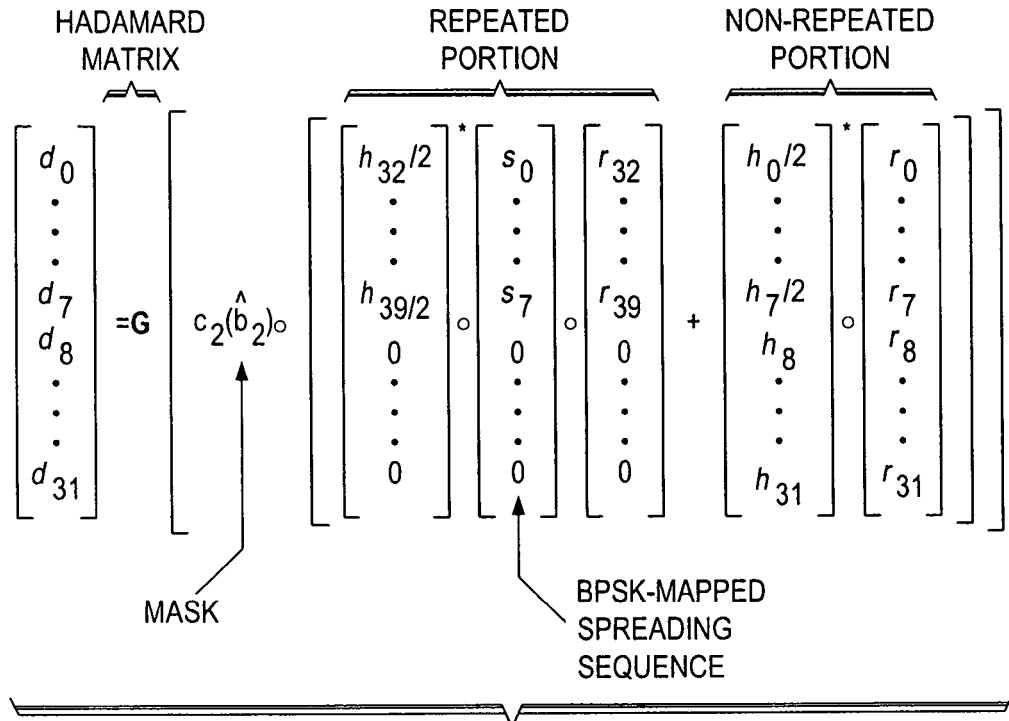 HADAMARD
MATRIX
REPEATED
PORTION
NON-REPEATED
PORTION
d0 h32/2 * s0 r32 h0/2 * r0
d7 h39/2 s7 r39 h7/2 r7
=G c2(b̂2)○ ○ ○ + ○
d8 0 0 0 h8 r8
d31 0 0 0 h31 r31
MASK
BPSK-MAPPED
SPREADING
SEQUENCE